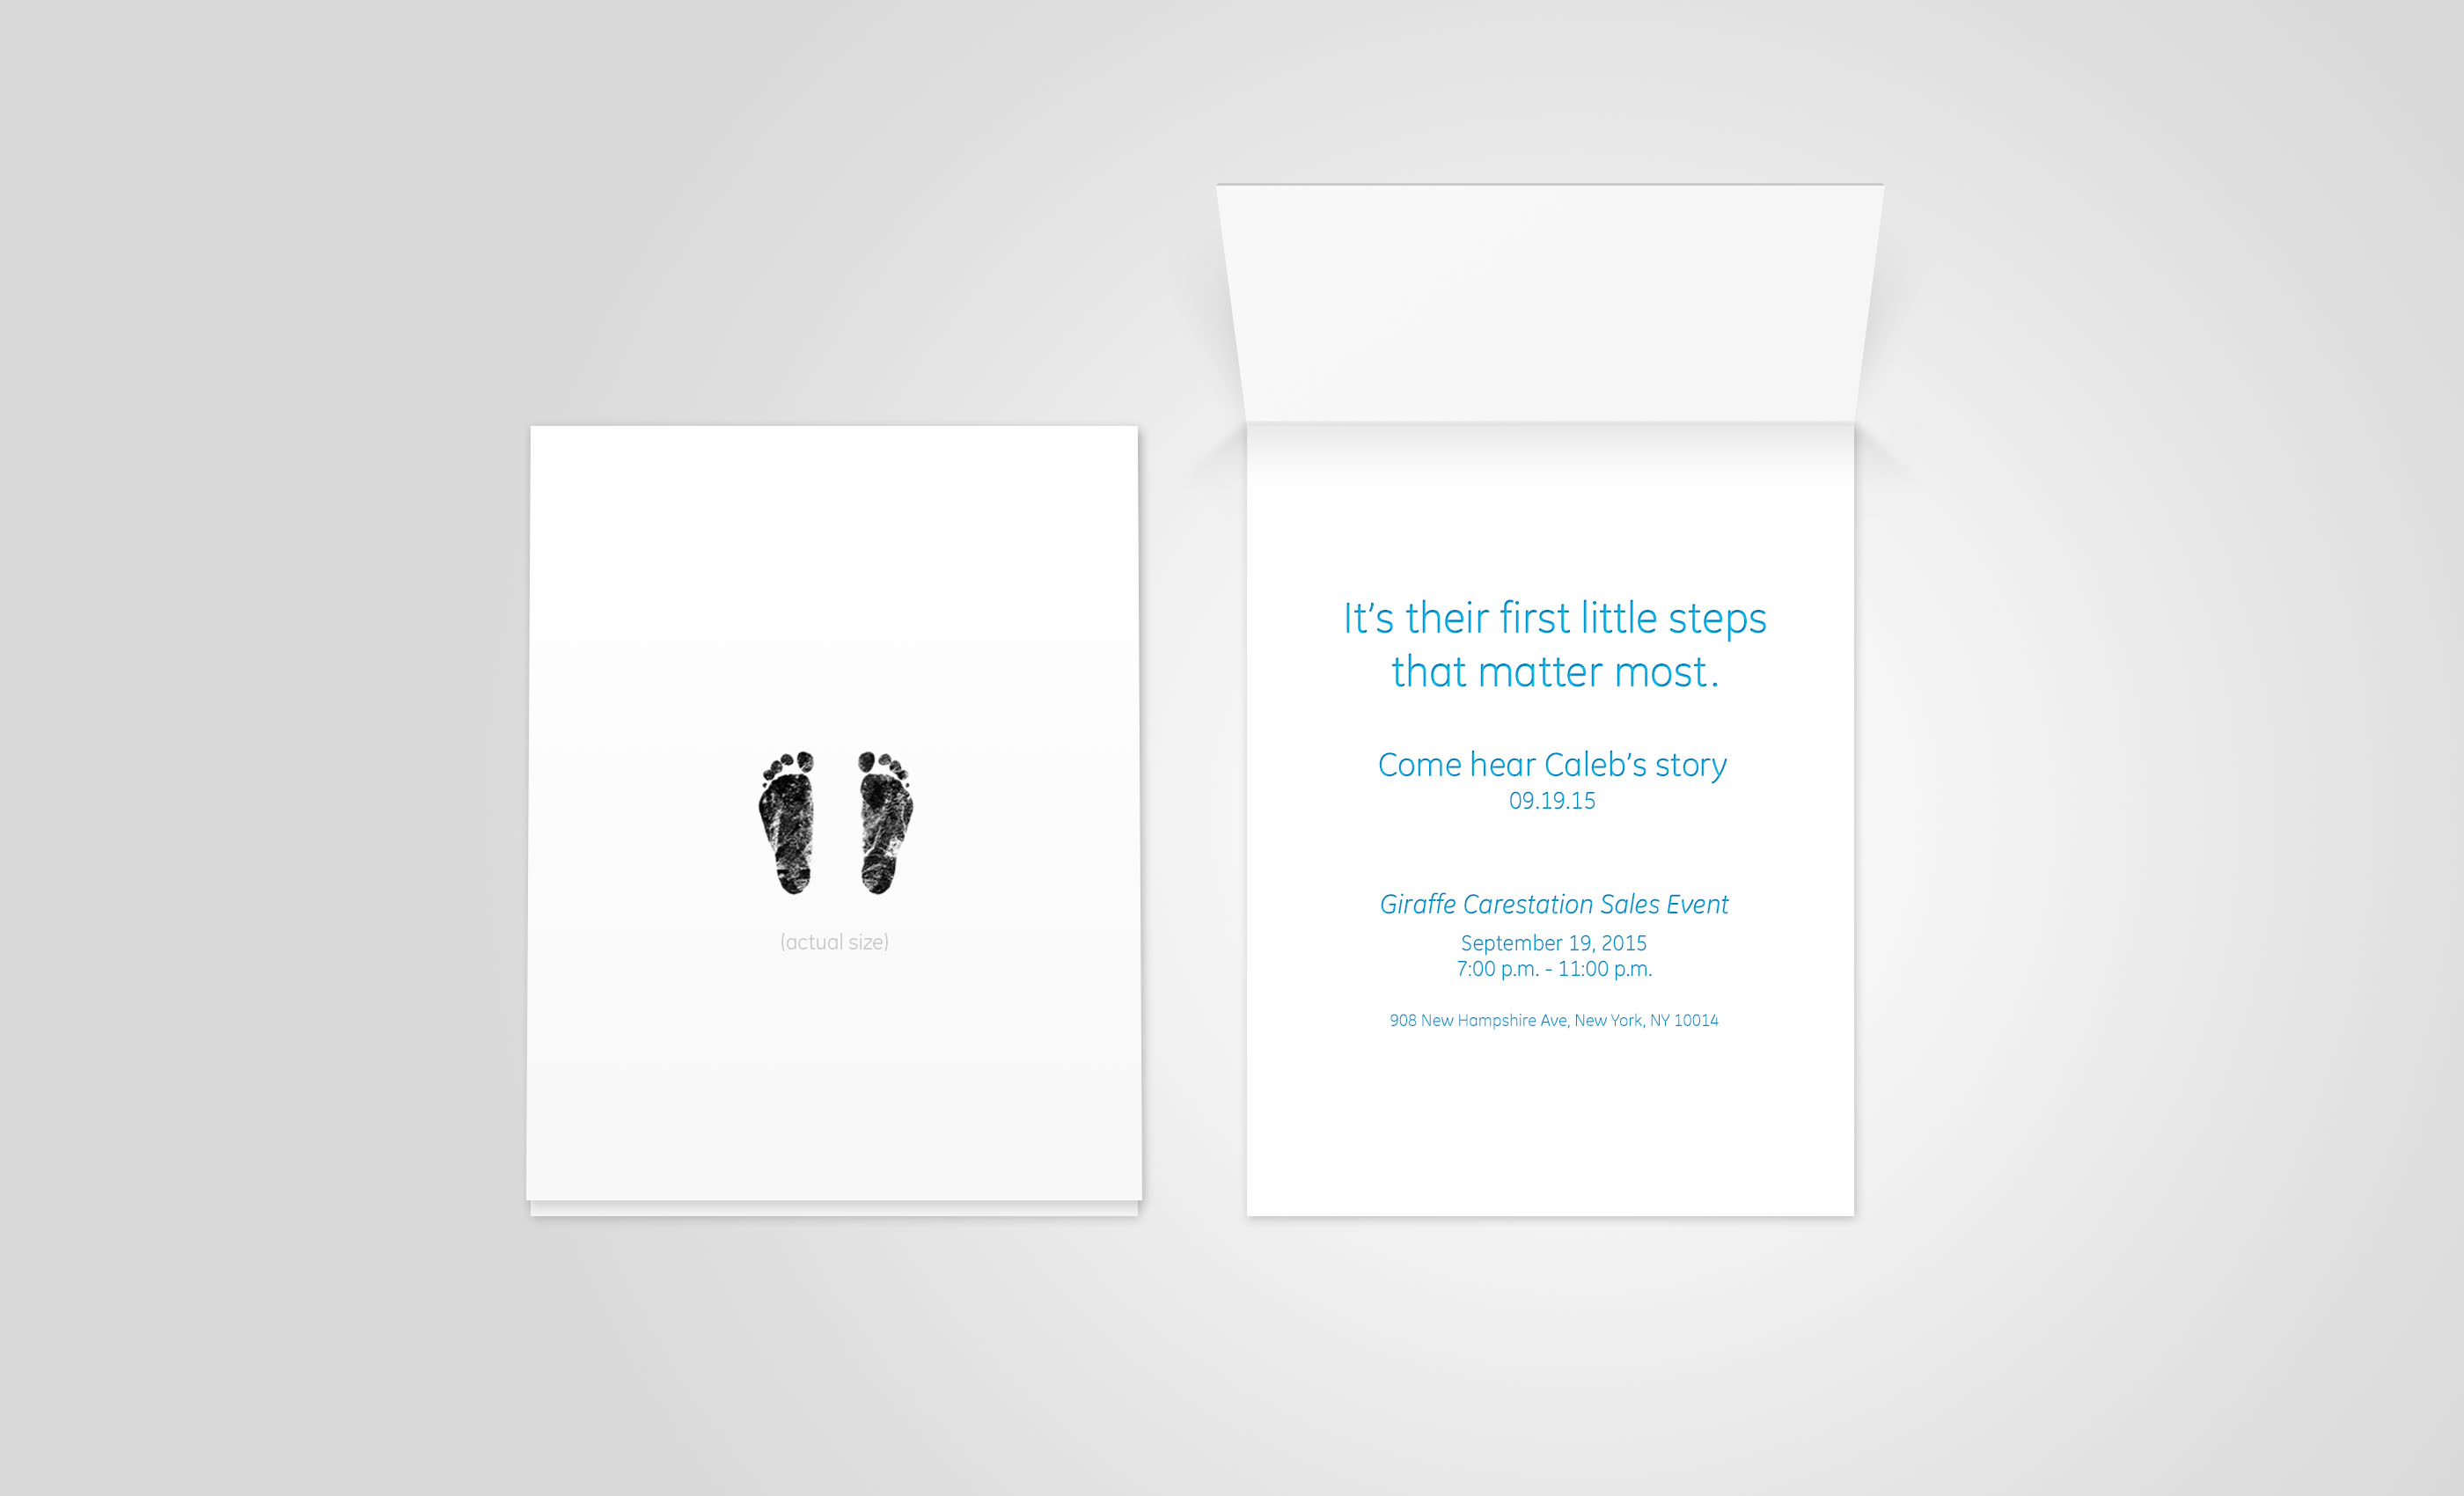 (actual size)
It's their first little steps
that matter most.
Come hear Caleb's story
09.19.15
Giraffe Carestation Sales Event
September 19, 2015
7:00 p.m. - 11:00 p.m.
908 New Hampshire Ave, New York, NY 10014